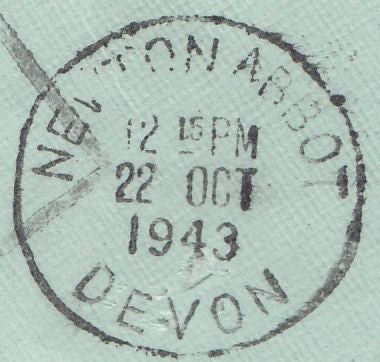 NEWTON ABBOT
12 15 PM
22 OCT
1943
DEVON